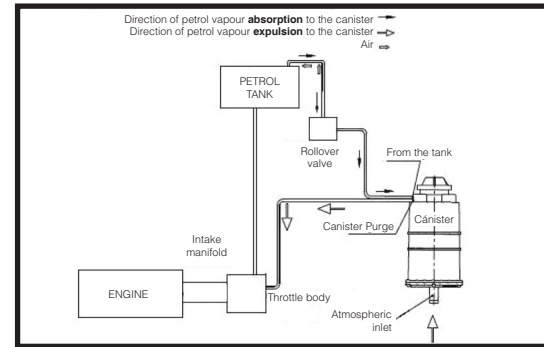 Direction of petrol vapour absorption to the canister
Direction of petrol vapour expulsion to the canister
Air
PETROL
TANK
Rollover
valve
From the tank
Canister Purge
Cánister
Intake
manifold
ENGINE
Throttle body
Atmospheric
inlet